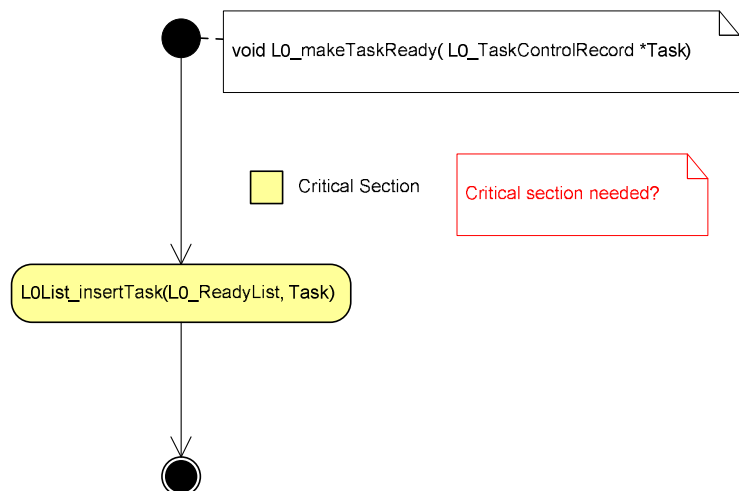 void L0_makeTaskReady( L0_TaskControlRecord *Task)
Critical Section
Critical section needed?
L0List_insertTask(L0_ReadyList, Task)